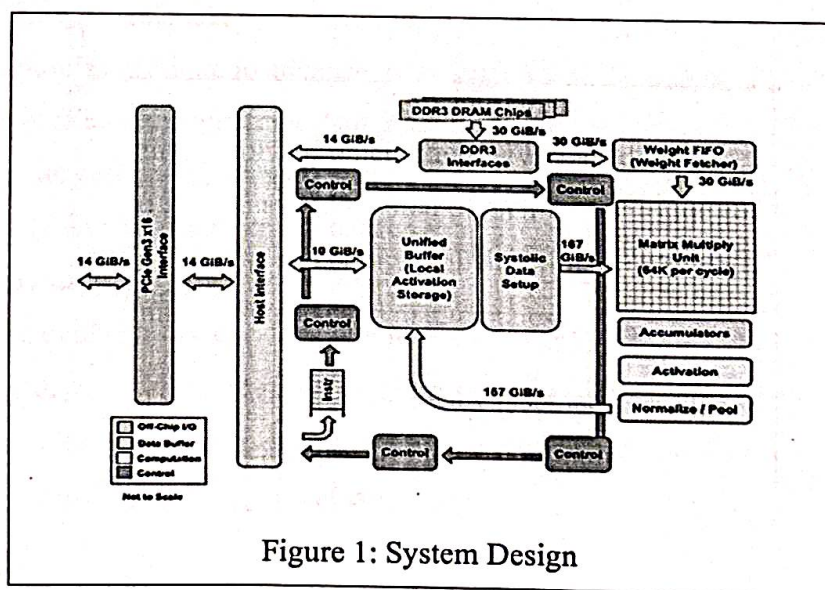 DDR3 DRAM Chips
14 GiB/s
30 GiB/s
30 GiB/s
DDR3
Interfaces
Weight FIFO
(Weight Fetcher)
30 GiB/s
Control
Control
PCIe Gen3 x16
Interface
14 GiB/s
14 GiB/s
Host Interface
10 GiB/s
Unified
Buffer
(Local
Activation
Storage)
Systolic
Data
Setup
167
GiB/s
Matrix Multiply
Unit
(64K per cycle)
Control
Accumulators
Activation
Instr
167 GiB/s
Normalize / Pool
Off-Chip I/O
Data Buffer
Computation
Control
Not to Scale
Control
Control
Figure 1: System Design